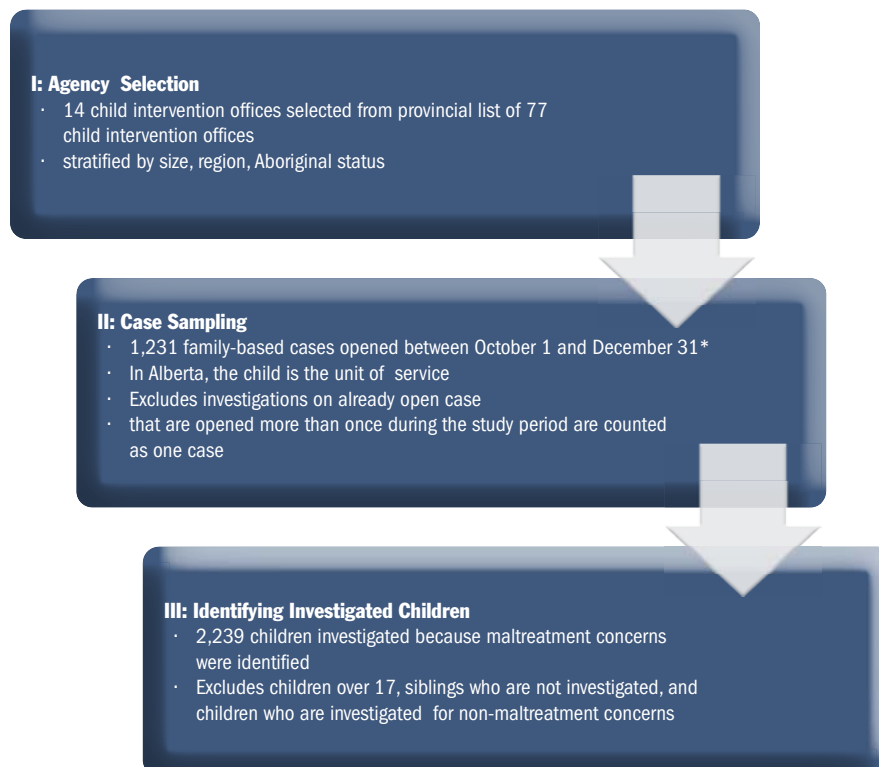 I: Agency Selection
· 14 child intervention offices selected from provincial list of 77
child intervention offices
· stratified by size, region, Aboriginal status
II: Case Sampling
· 1,231 family-based cases opened between October 1 and December 31*
· In Alberta, the child is the unit of service
· Excludes investigations on already open case
· that are opened more than once during the study period are counted
as one case
III: Identifying Investigated Children
· 2,239 children investigated because maltreatment concerns
were identified
· Excludes children over 17, siblings who are not investigated, and
children who are investigated for non-maltreatment concerns